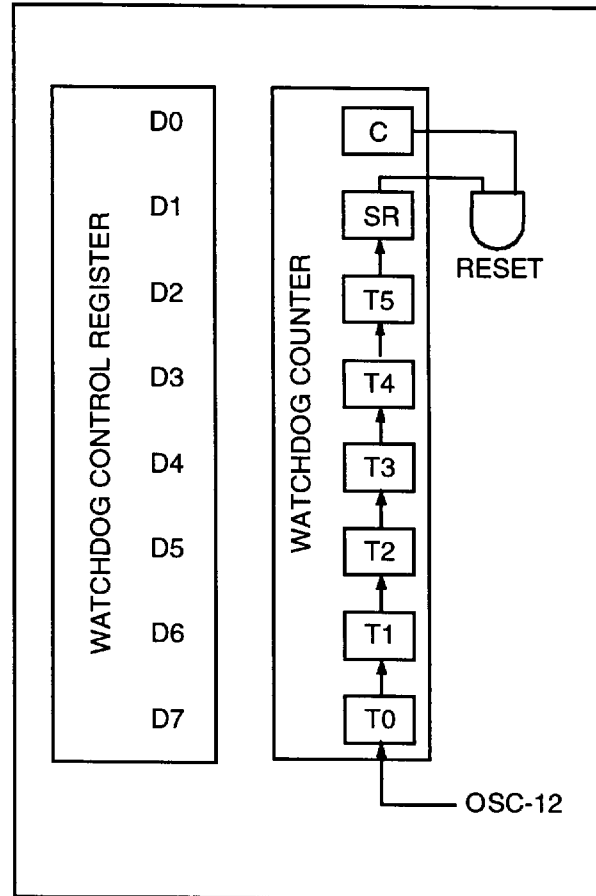 WATCHDOG CONTROL REGISTER
D0
D1
D2
D3
D4
D5
D6
D7
WATCHDOG COUNTER
C
SR
T5
T4
T3
T2
T1
T0
RESET
OSC-12